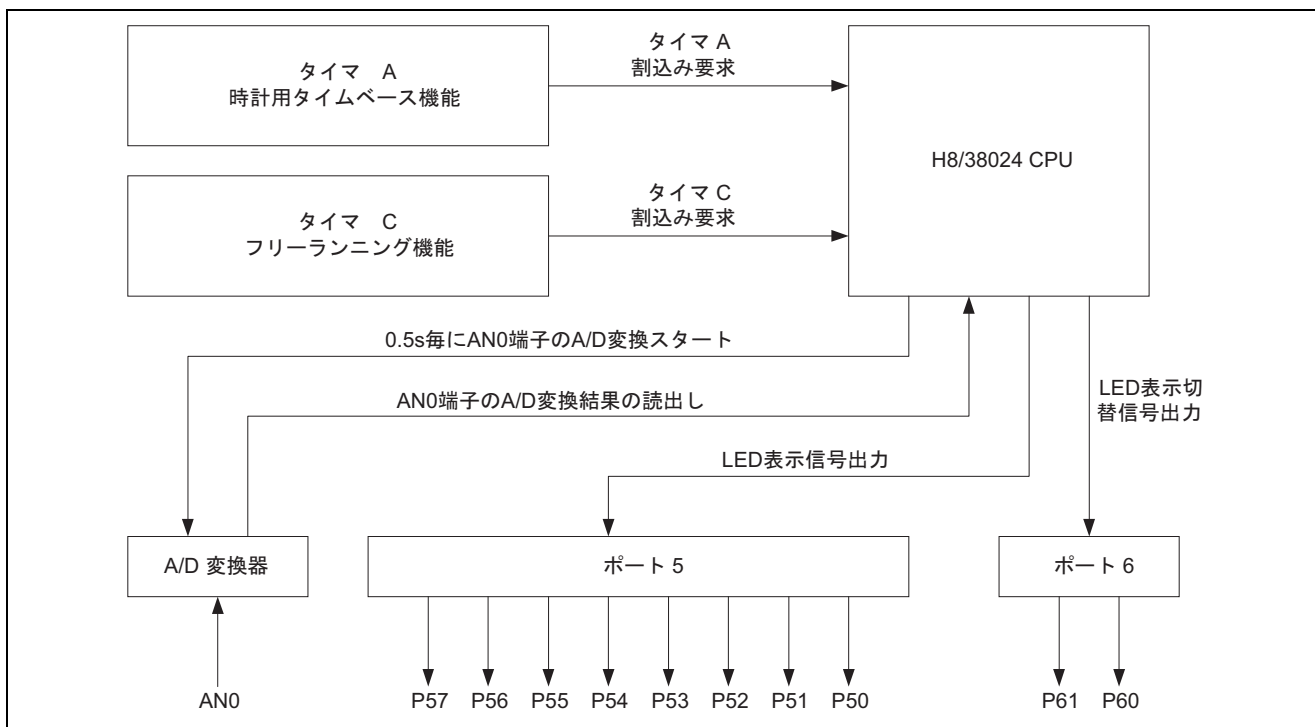 タイマ A
時計用タイムベース機能
タイマ A
割込み要求
H8/38024 CPU
タイマ C
フリーランニング機能
タイマ C
割込み要求
0.5s毎にAN0端子のA/D変換スタート
AN0端子のA/D変換結果の読出し
LED表示切
替信号出力
LED表示信号出力
A/D 変換器
ポート 5
ポート 6
AN0
P57 P56 P55 P54 P53 P52 P51 P50
P61 P60